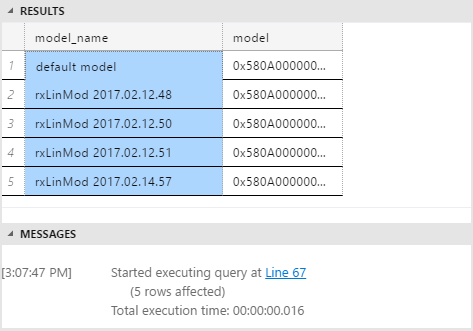 RESULTS
model_name model
1 default model 0x580A000000...
2 rxLinMod 2017.02.12.48 0x580A000000...
3 rxLinMod 2017.02.12.50 0x580A000000...
4 rxLinMod 2017.02.12.51 0x580A000000...
5 rxLinMod 2017.02.14.57 0x580A000000...
MESSAGES
[3:07:47 PM] Started executing query at Line 67
(5 rows affected)
Total execution time: 00:00:00.016